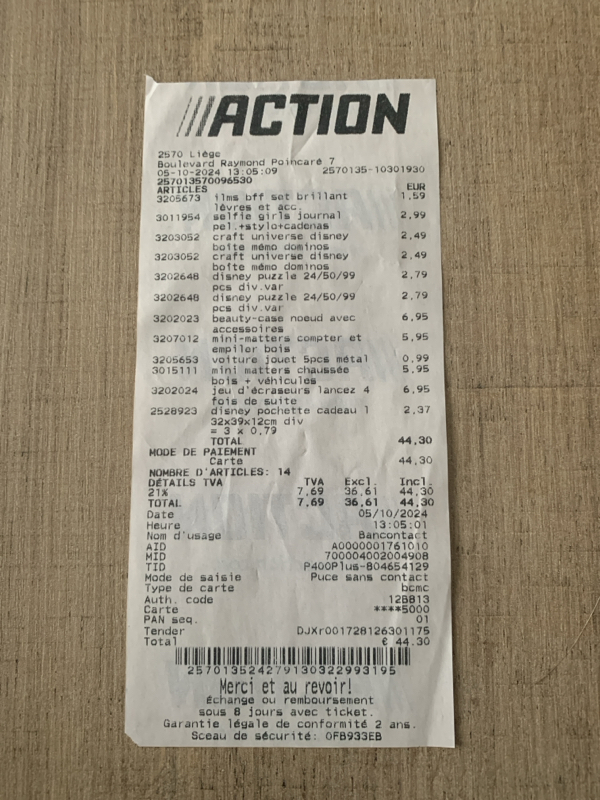 ///ACTION
2570 Liège
Boulevard Raymond Poincaré 7
05-10-2024 13:05:09 2570135-10301930
257013570096530
ARTICLES EUR
3205673 ilms bff set brillant 1,59
lèvres et acc.
3011954 selfie girls journal 2,99
pel.+stylo+cadenas
3203052 craft universe disney 2,49
boîte mémo dominos
3203052 craft universe disney 2,49
boîte mémo dominos
3202648 disney puzzle 24/50/99 2,79
pcs div.var
3202648 disney puzzle 24/50/99 2,79
pcs div.var
3202023 beauty-case noeud avec 6,95
accessoires
3207012 mini-matters compter et 5,95
empiler bois
3205653 voiture jouet 5pcs métal 0,99
3015111 mini matters chaussée 5,95
bois + véhicules
3202024 jeu d'écraseurs lancez 4 6,95
fois de suite
2528923 disney pochette cadeau 1 2,37
32x39x12cm div
= 3 x 0,79
TOTAL 44,30
MODE DE PAIEMENT
Carte 44,30
NOMBRE D'ARTICLES: 14
DÉTAILS TVA TVA Excl. Incl.
21% 7,69 36,61 44,30
TOTAL 7,69 36,61 44,30
Date 05/10/2024
Heure 13:05:01
Nom d'usage Bancontact
AID A0000001761010
MID 700004002004908
TID P400Plus-804654129
Mode de saisie Puce sans contact
Type de carte bcmc
Auth. code 128813
Carte ****5000
PAN seq. 01
Tender DJXr001728126301175
Total € 44.30
257013524279130322993195
Merci et au revoir!
Échange ou remboursement
sous 8 jours avec ticket.
Garantie légale de conformité 2 ans.
Sceau de sécurité: 0FB933EB